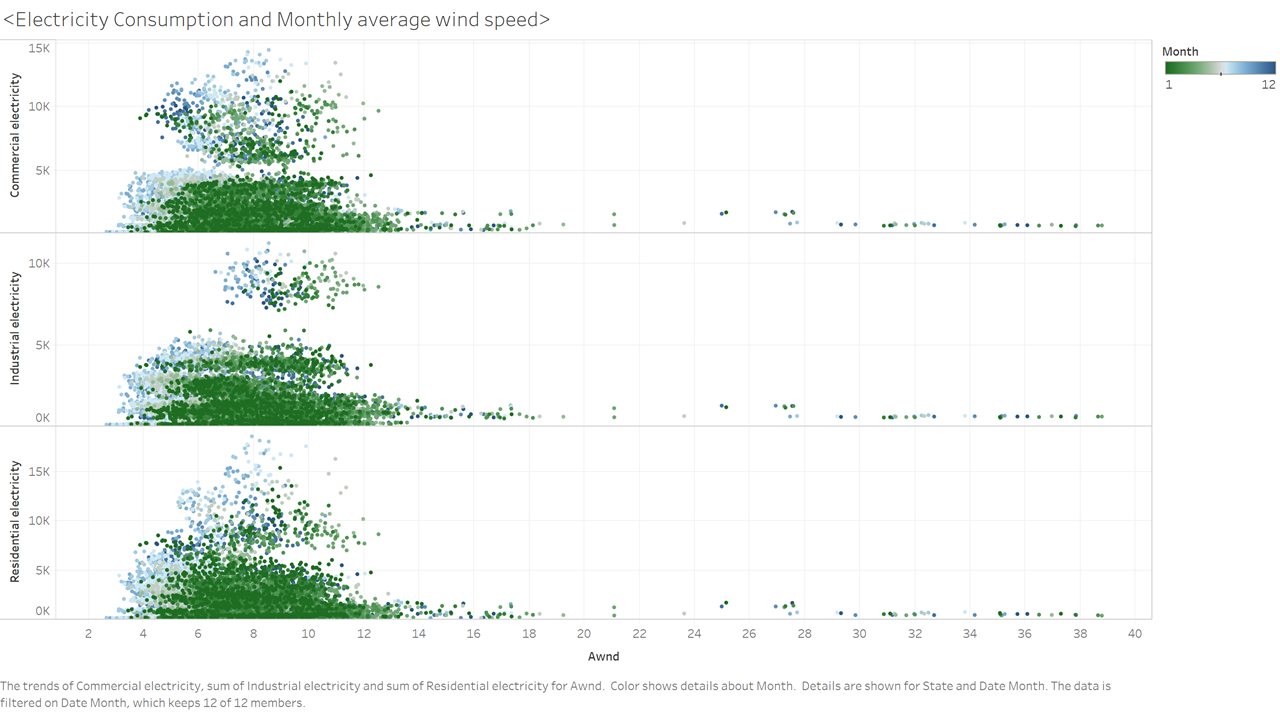 <Electricity Consumption and Monthly average wind speed>
Month
1 12
Commercial electricity
15K
10K
5K
Industrial electricity
10K
5K
0K
Residential electricity
15K
10K
5K
0K
2 4 6 8 10 12 14 16 18 20 22 24 26 28 30 32 34 36 38 40
Awnd
The trends of Commercial electricity, sum of Industrial electricity and sum of Residential electricity for Awnd.  Color shows details about Month.  Details are shown for State and Date Month. The data is
filtered on Date Month, which keeps 12 of 12 members.